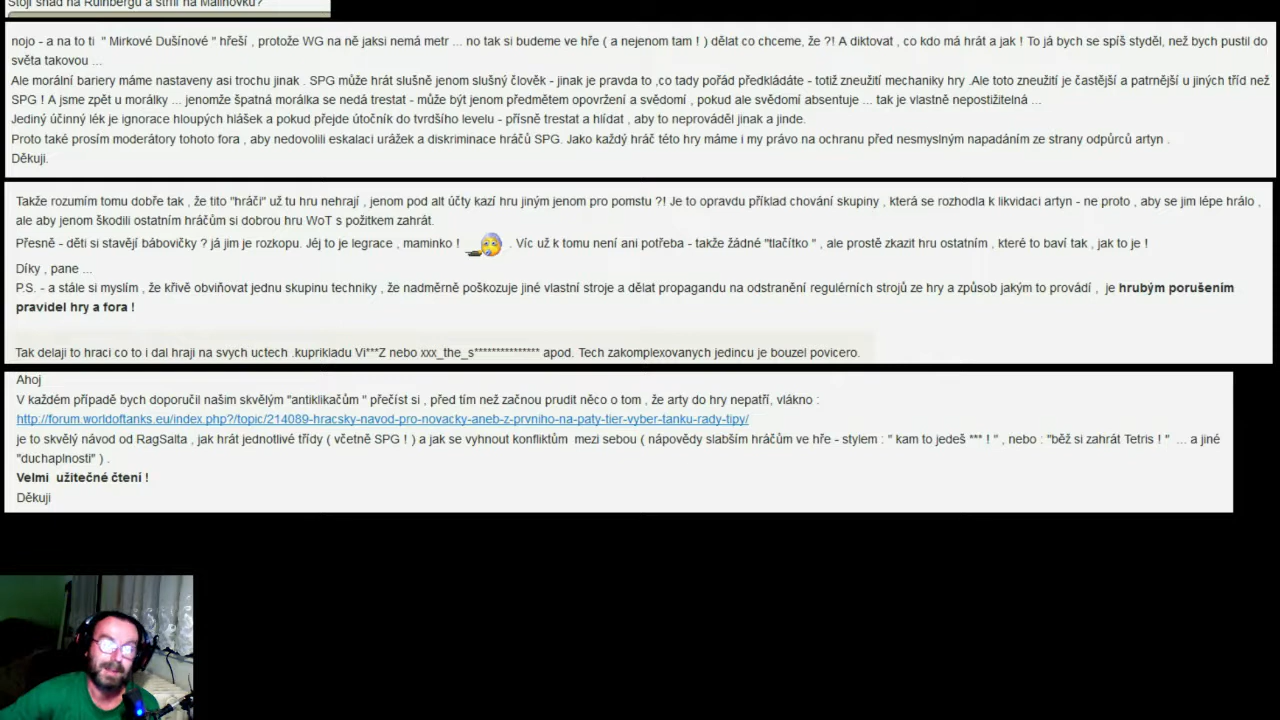 Stojí snad na Ruinbergu a střílí na Malinovku?
nojo - a na to ti " Mirkové Dušínové " hřeší , protože WG na ně jaksi nemá metr ... no tak si budeme ve hře ( a nejenom tam ! ) dělat co chceme, že ?! A diktovat , co kdo má hrát a jak ! To já bych se spíš styděl, než bych pustil do
světa takovou ...
Ale morální bariery máme nastaveny asi trochu jinak . SPG může hrát slušně jenom slušný člověk - jinak je pravda to ,co tady pořád předkládáte - totiž zneužití mechaniky hry .Ale toto zneužití je častější a patrnější u jiných tříd než
SPG ! A jsme zpět u morálky ... jenomže špatná morálka se nedá trestat - může být jenom předmětem opovržení a svědomí , pokud ale svědomí absentuje ... tak je vlastně nepostižitelná ...
Jediný účinný lék je ignorace hloupých hlášek a pokud přejde útočník do tvrdšího levelu - přísně trestat a hlídat , aby to neprováděl jinak a jinde.
Proto také prosím moderátory tohoto fora , aby nedovolili eskalaci urážek a diskriminace hráčů SPG. Jako každý hráč této hry máme i my právo na ochranu před nesmyslným napadáním ze strany odpůrců artyn .
Děkuji.
Takže rozumím tomu dobře tak , že tito "hráči" už tu hru nehrají , jenom pod alt účty kazí hru jiným jenom pro pomstu ?! Je to opravdu příklad chování skupiny , která se rozhodla k likvidaci artyn - ne proto , aby se jim lépe hrálo ,
ale aby jenom škodili ostatním hráčům si dobrou hru WoT s požitkem zahrát.
Přesně - děti si stavějí bábovičky ? já jim je rozkopu. Jéj to je legrace , maminko ! . Víc už k tomu není ani potřeba - takže žádné "tlačítko " , ale prostě zkazit hru ostatním , které to baví tak , jak to je !
Díky , pane ...
P.S. - a stále si myslím , že křivě obviňovat jednu skupinu techniky , že nadměrně poškozuje jiné vlastní stroje a dělat propagandu na odstranění regulérních strojů ze hry a způsob jakým to provádí , je hrubým porušením
pravidel hry a fora !
Tak delaji to hraci co to i dal hraji na svych uctech .kuprikladu Vi***Z nebo xxx_the_s*************** apod. Tech zakomplexovanych jedincu je bouzel povicero.
Ahoj
V každém případě bych doporučil našim skvělým "antiklikačům " přečíst si , před tím než začnou prudit něco o tom , že arty do hry nepatří, vlákno :
http://forum.worldoftanks.eu/index.php?/topic/214089-hracsky-navod-pro-novacky-aneb-z-prvniho-na-paty-tier-vyber-tanku-rady-tipy/
je to skvělý návod od RagSalta , jak hrát jednotlivé třídy ( včetně SPG ! ) a jak se vyhnout konfliktům mezi sebou ( nápovědy slabším hráčům ve hře - stylem : " kam to jedeš *** ! " , nebo : "běž si zahrát Tetris ! " ... a jiné
"duchaplnosti" ) .
Velmi užitečné čtení !
Děkuji